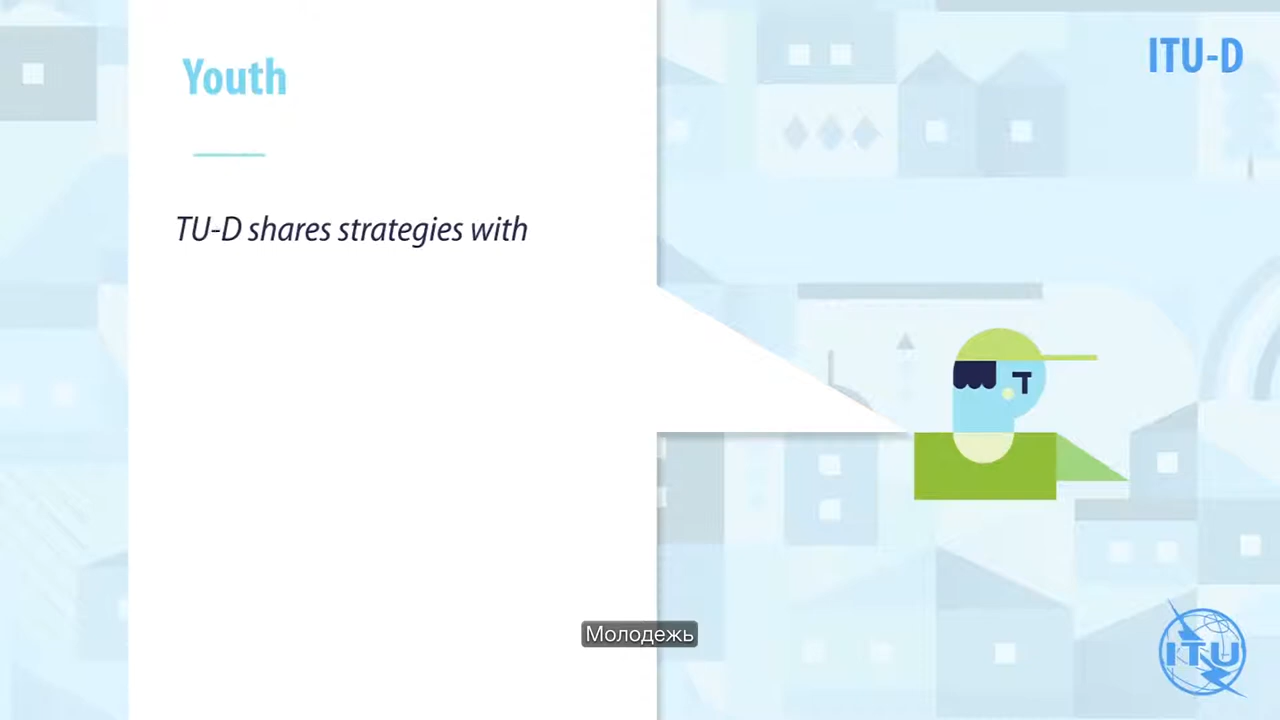 Youth
ITU-D
TU-D shares strategies with
Молодежь
ITU